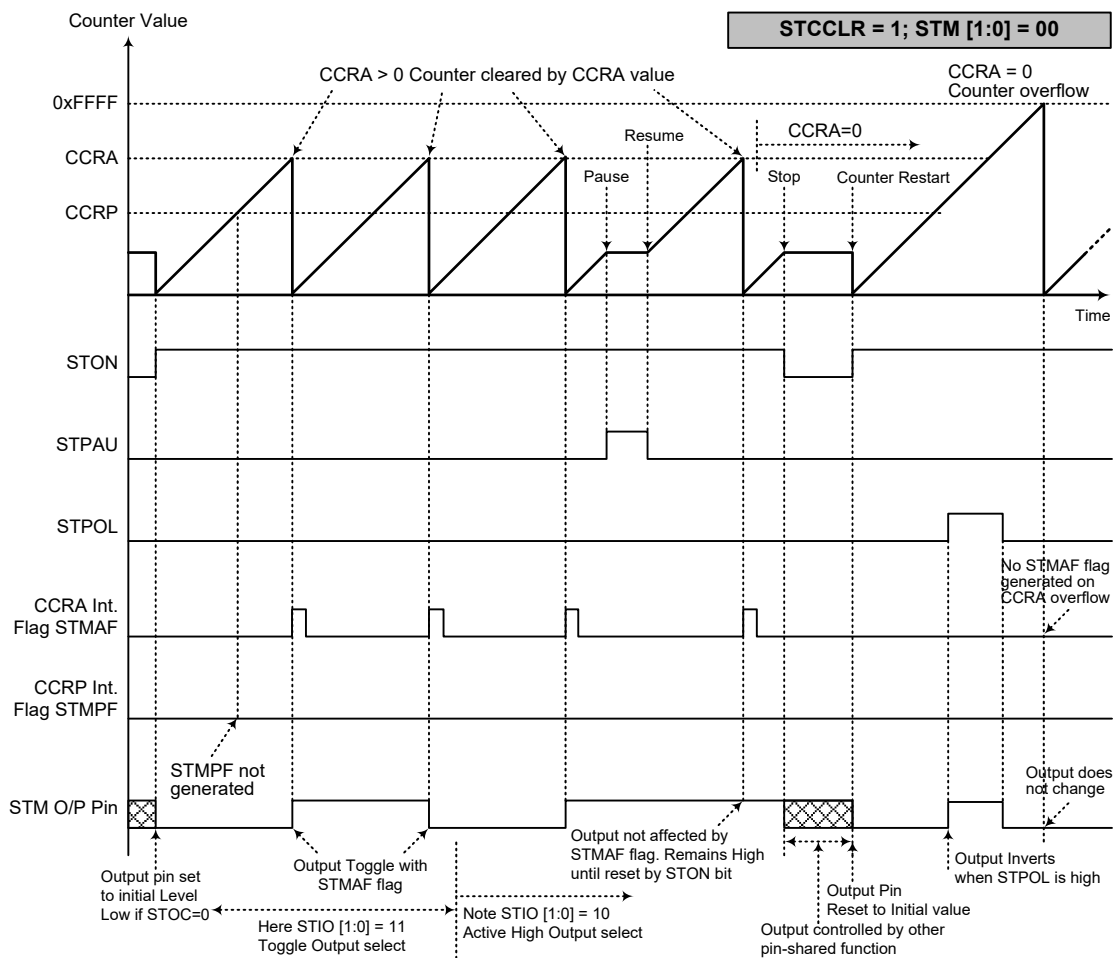 Counter Value
STCCLR = 1; STM [1:0] = 00
CCRA > 0 Counter cleared by CCRA value
CCRA = 0
Counter overflow
0xFFFF
Resume
CCRA=0
CCRA
Pause
Stop
Counter Restart
CCRP
Time
STON
STPAU
STPOL
No STMAF flag
generated on
CCRA overflow
CCRA Int.
Flag STMAF
CCRP Int.
Flag STMPF
STMPF not
generated
Output does
not change
STM O/P Pin
Output pin set
to initial Level
Low if STOC=0
Output Toggle with
STMAF flag
Output not affected by
STMAF flag. Remains High
until reset by STON bit
Output Inverts
when STPOL is high
Output Pin
Reset to Initial value
Here STIO [1:0] = 11
Toggle Output select
Note STIO [1:0] = 10
Active High Output select
Output controlled by other
pin-shared function